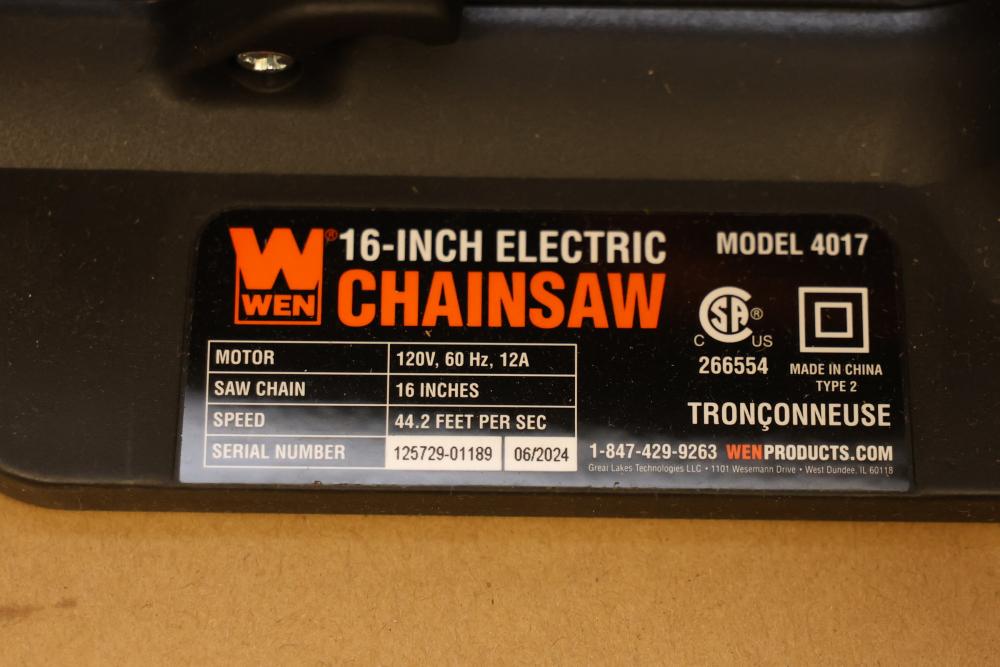 WEN®
16-INCH ELECTRIC
CHAINSAW
MODEL 4017
MOTOR 120V, 60 Hz, 12A
SAW CHAIN 16 INCHES
SPEED 44.2 FEET PER SEC
SERIAL NUMBER 125729-01189 06/2024
C SA® US
266554
MADE IN CHINA
TYPE 2
TRONÇONNEUSE
1-847-429-9263 WENPRODUCTS.COM
Great Lakes Technologies LLC • 1101 Wesemann Drive • West Dundee, IL 60118